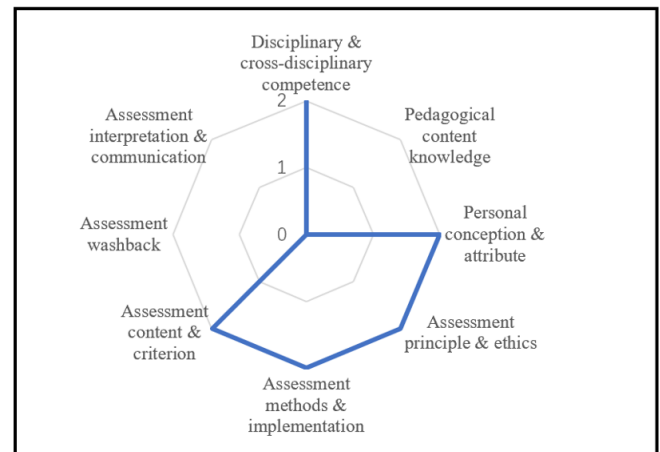 Disciplinary &
cross-disciplinary
competence
2
Assessment
interpretation &
communication
Pedagogical
content
knowledge
1
Assessment
washback
0
Personal
conception &
attribute
Assessment
content &
criterion
Assessment
principle & ethics
Assessment
methods &
implementation